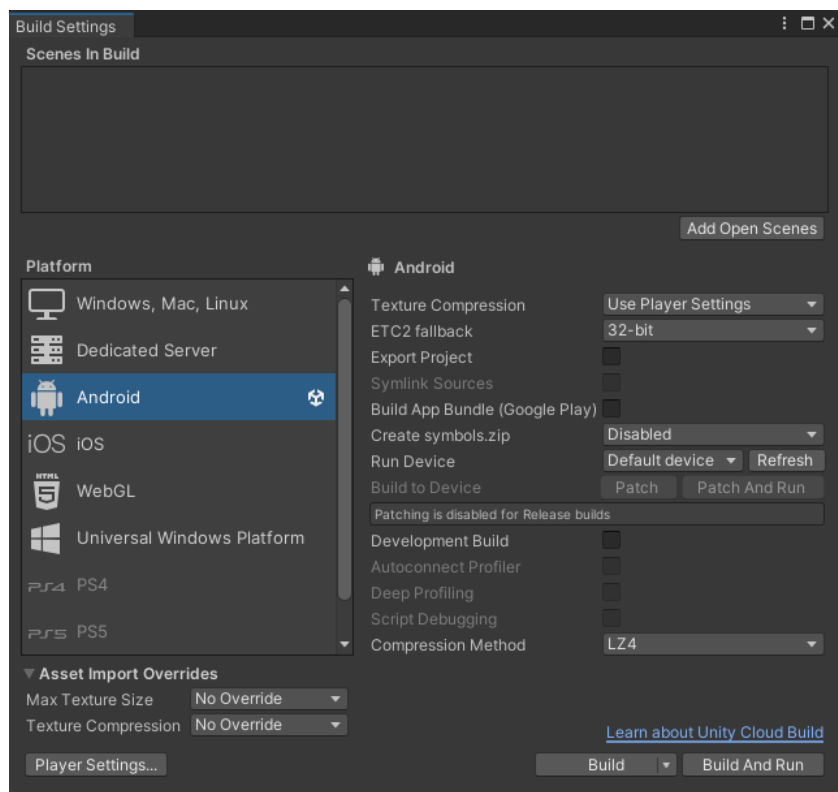 Build Settings
Scenes In Build
Add Open Scenes
Platform
Windows, Mac, Linux
Dedicated Server
Android
iOS iOS
HTML
5 WebGL
Universal Windows Platform
PS4 PS4
PS5 PS5
Android
Texture Compression Use Player Settings
ETC2 fallback 32-bit
Export Project
Symlink Sources
Build App Bundle (Google Play)
Create symbols.zip Disabled
Run Device Default device Refresh
Build to Device Patch Patch And Run
Patching is disabled for Release builds
Development Build
Autoconnect Profiler
Deep Profiling
Script Debugging
Compression Method LZ4
Asset Import Overrides
Max Texture Size No Override
Texture Compression No Override
Learn about Unity Cloud Build
Player Settings... Build Build And Run